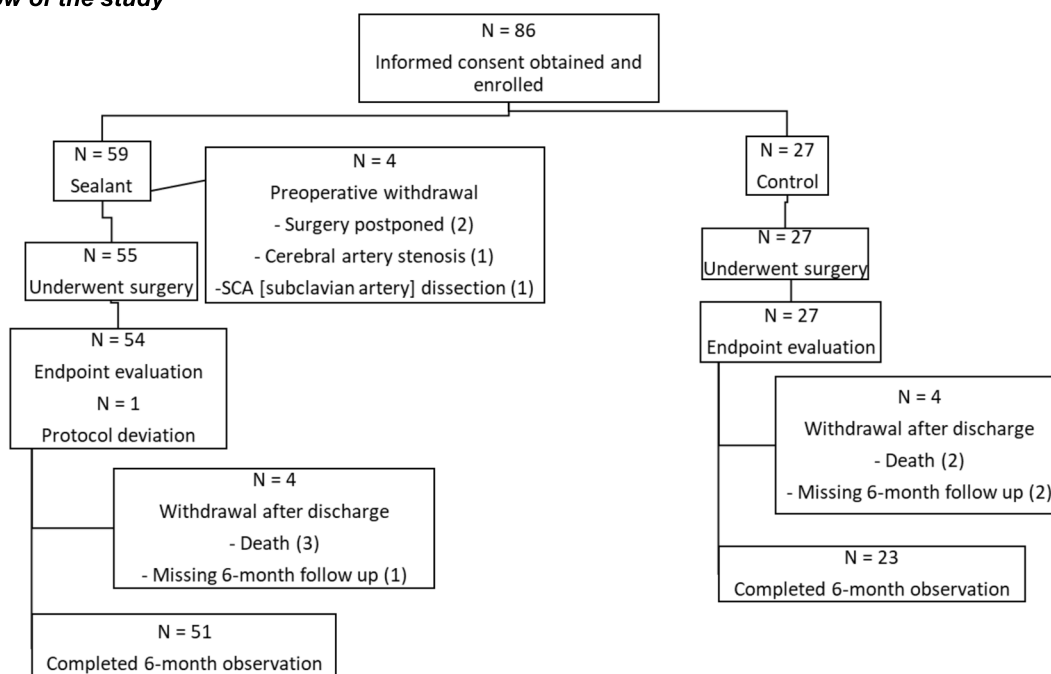 of the study
N = 86
Informed consent obtained and
enrolled
N = 59
Sealant
N = 4
Preoperative withdrawal
- Surgery postponed (2)
- Cerebral artery stenosis (1)
-SCA [subclavian artery] dissection (1)
N = 55
Underwent surgery
N = 54
Endpoint evaluation
N = 1
Protocol deviation
N = 4
Withdrawal after discharge
- Death (3)
- Missing 6-month follow up (1)
N = 51
Completed 6-month observation
N = 27
Control
N = 27
Underwent surgery
N = 27
Endpoint evaluation
N = 4
Withdrawal after discharge
- Death (2)
- Missing 6-month follow up (2)
N = 23
Completed 6-month observation